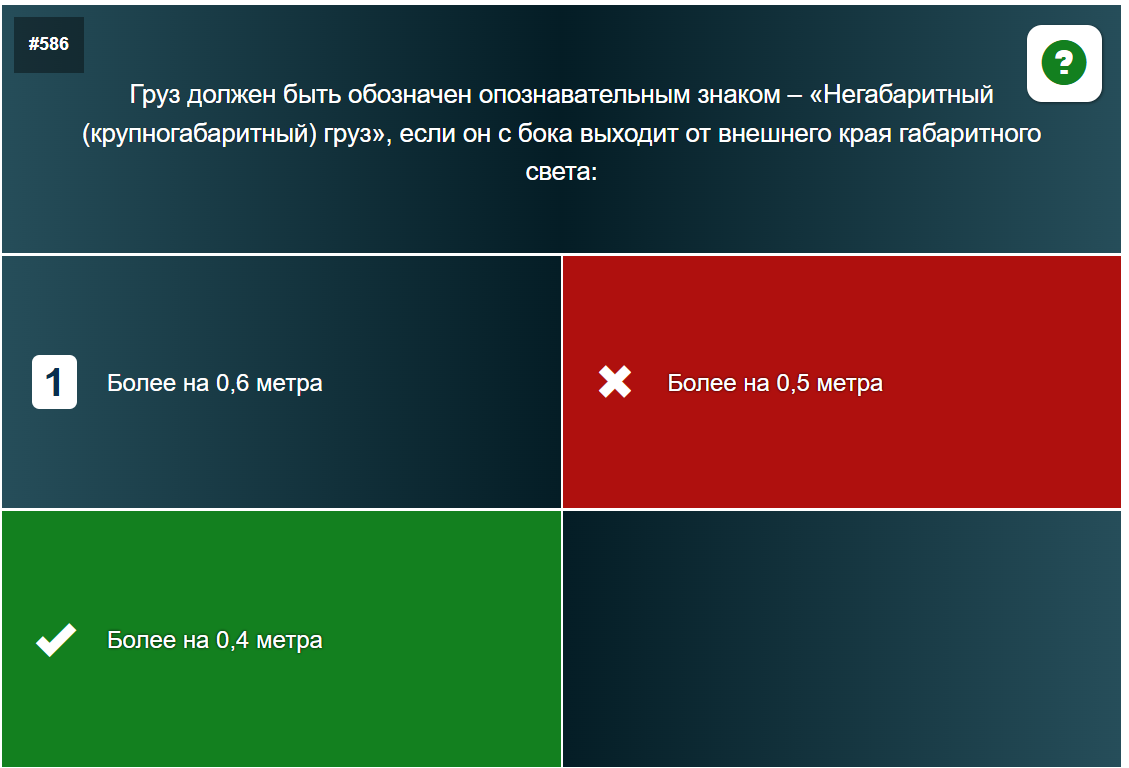 #586
?
Груз должен быть обозначен опознавательным знаком – «Негабаритный
(крупногабаритный) груз», если он с бока выходит от внешнего края габаритного
света:
1 Более на 0,6 метра
Более на 0,5 метра
Более на 0,4 метра